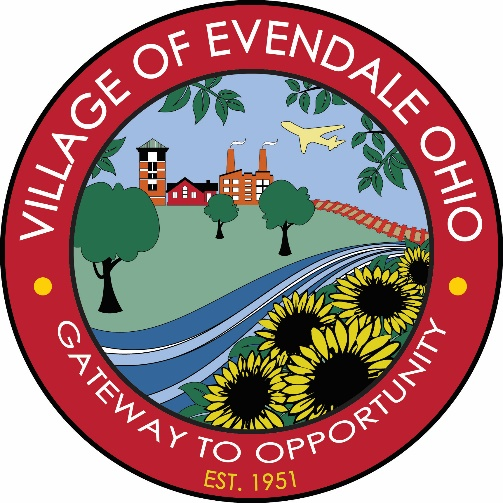 VILLAGE OF EVENDALE OHIO
GATEWAY TO OPPORTUNITY
EST. 1951